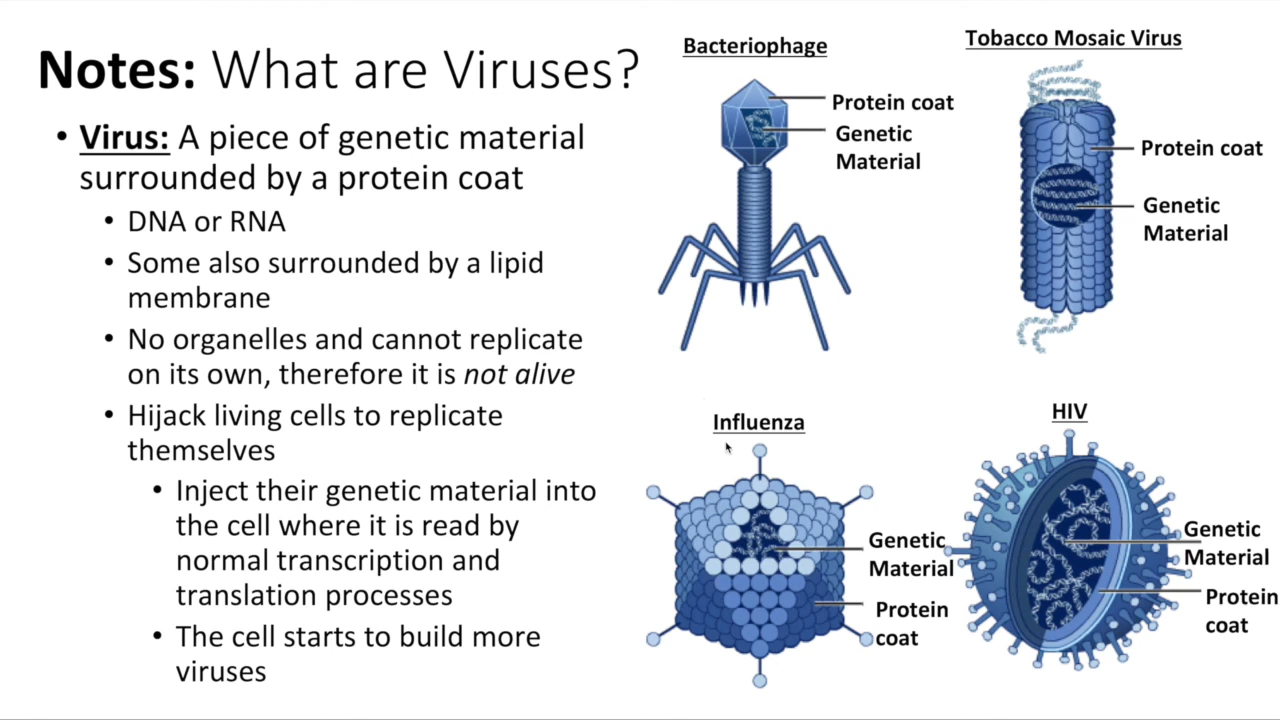 Notes: What are Viruses?
• Virus: A piece of genetic material
surrounded by a protein coat
• DNA or RNA
• Some also surrounded by a lipid
membrane
• No organelles and cannot replicate
on its own, therefore it is not alive
• Hijack living cells to replicate
themselves
• Inject their genetic material into
the cell where it is read by
normal transcription and
translation processes
• The cell starts to build more
viruses
Bacteriophage
Protein coat
Genetic
Material
Tobacco Mosaic Virus
Protein coat
Genetic
Material
Influenza
Genetic
Material
Protein
coat
HIV
Genetic
Material
Protein
coat